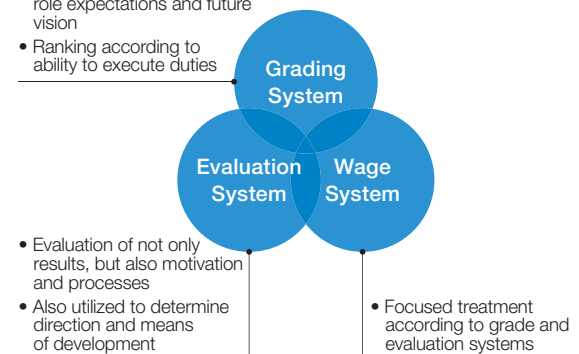 role expectations and future
vision
• Ranking according to
ability to execute duties
Grading
System
Evaluation
System
Wage
System
• Evaluation of not only
results, but also motivation
and processes
• Also utilized to determine
direction and means
of development
• Focused treatment
according to grade and
evaluation systems